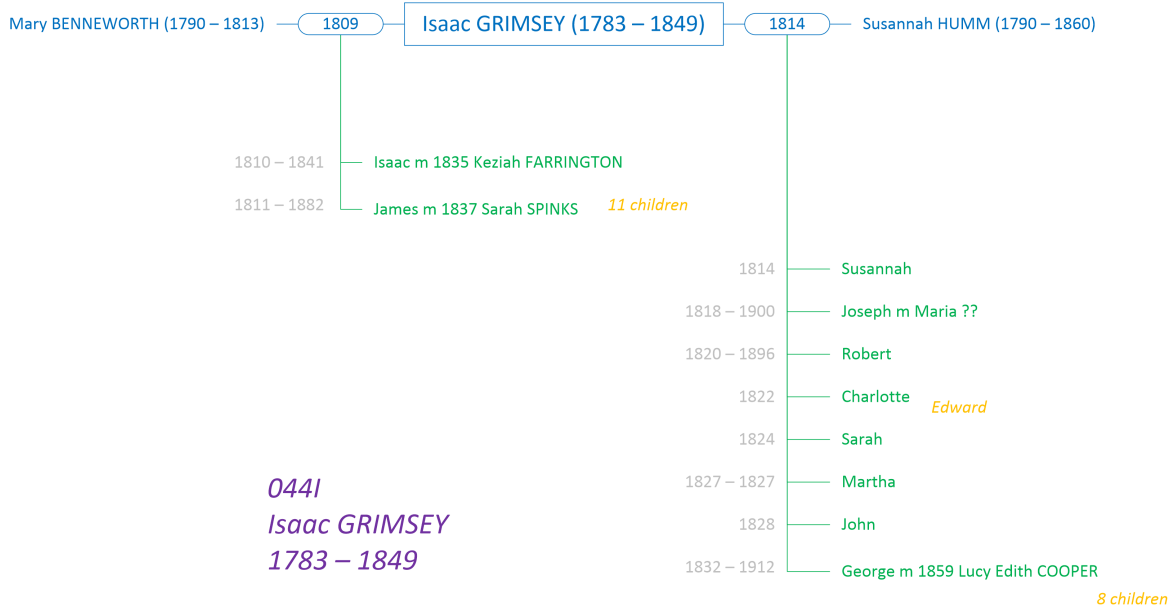 Mary BENNEWORTH (1790 – 1813)
1809
Isaac GRIMSEY (1783 – 1849)
1814
Susannah HUMM (1790 – 1860)
1810 – 1841 Isaac m 1835 Keziah FARRINGTON
1811 – 1882 James m 1837 Sarah SPINKS 11 children
1814 Susannah
1818 – 1900 Joseph m Maria ??
1820 – 1896 Robert
1822 Charlotte Edward
1824 Sarah
1827 – 1827 Martha
1828 John
1832 – 1912 George m 1859 Lucy Edith COOPER
8 children
044I
Isaac GRIMSEY
1783 – 1849